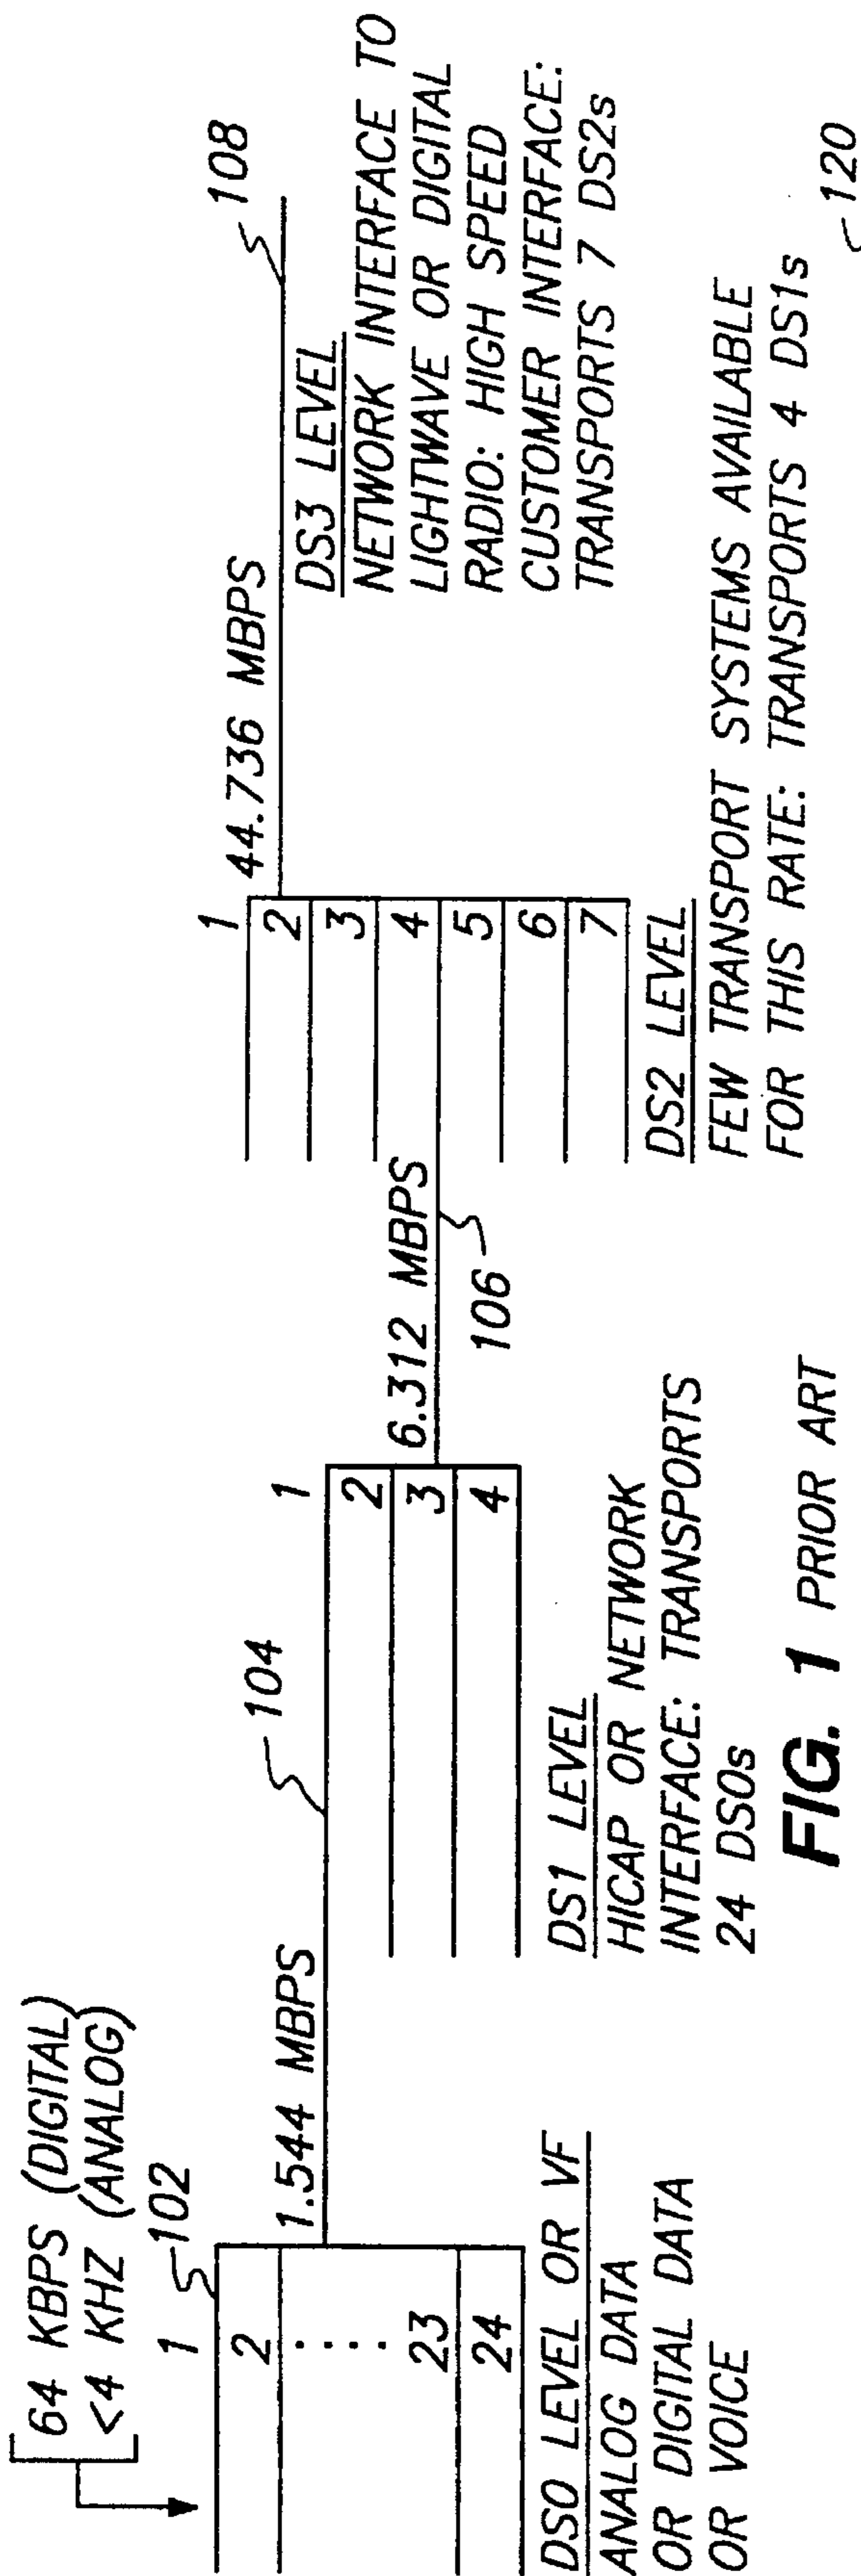 64 KBPS (DIGITAL)
<4 KHZ (ANALOG)
102
1
2
23
24
DS0 LEVEL OR VF
ANALOG DATA
OR DIGITAL DATA
OR VOICE
1.544 MBPS
104
1
2
3
4
DS1 LEVEL
HICAP OR NETWORK
INTERFACE: TRANSPORTS
24 DS0s
6.312 MBPS
106
1
2
3
4
5
6
7
DS2 LEVEL
FEW TRANSPORT SYSTEMS AVAILABLE
FOR THIS RATE: TRANSPORTS 4 DS1s
44.736 MBPS
108
DS3 LEVEL
NETWORK INTERFACE TO
LIGHTWAVE OR DIGITAL
RADIO: HIGH SPEED
CUSTOMER INTERFACE:
TRANSPORTS 7 DS2s
120
FIG. 1 PRIOR ART